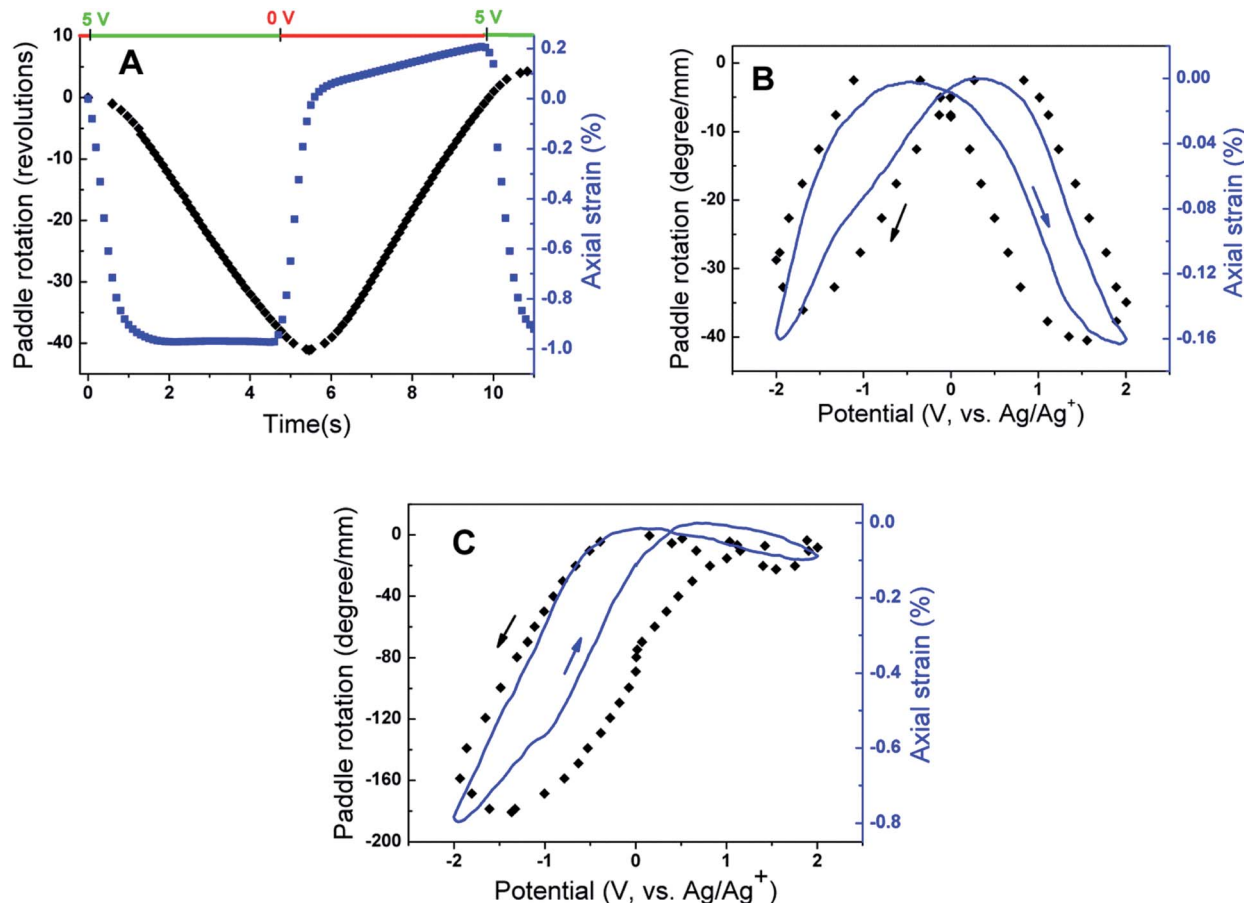 5 V 0 V 5 V
A
Paddle rotation (revolutions)
10
0
-10
-20
-30
-40
0 2 4 6 8 10
Time(s)
0.2
0.0
-0.2
-0.4
-0.6
-0.8
-1.0
Axial strain (%)
B
Paddle rotation (degree/mm)
0
-10
-20
-30
-40
-2 -1 0 1 2
Potential (V, vs. Ag/Ag+)
0.00
-0.04
-0.08
-0.12
-0.16
Axial strain (%)
C
Paddle rotation (degree/mm)
0
-40
-80
-120
-160
-200
-2 -1 0 1 2
Potential (V, vs. Ag/Ag+)
0.0
-0.2
-0.4
-0.6
-0.8
Axial strain (%)